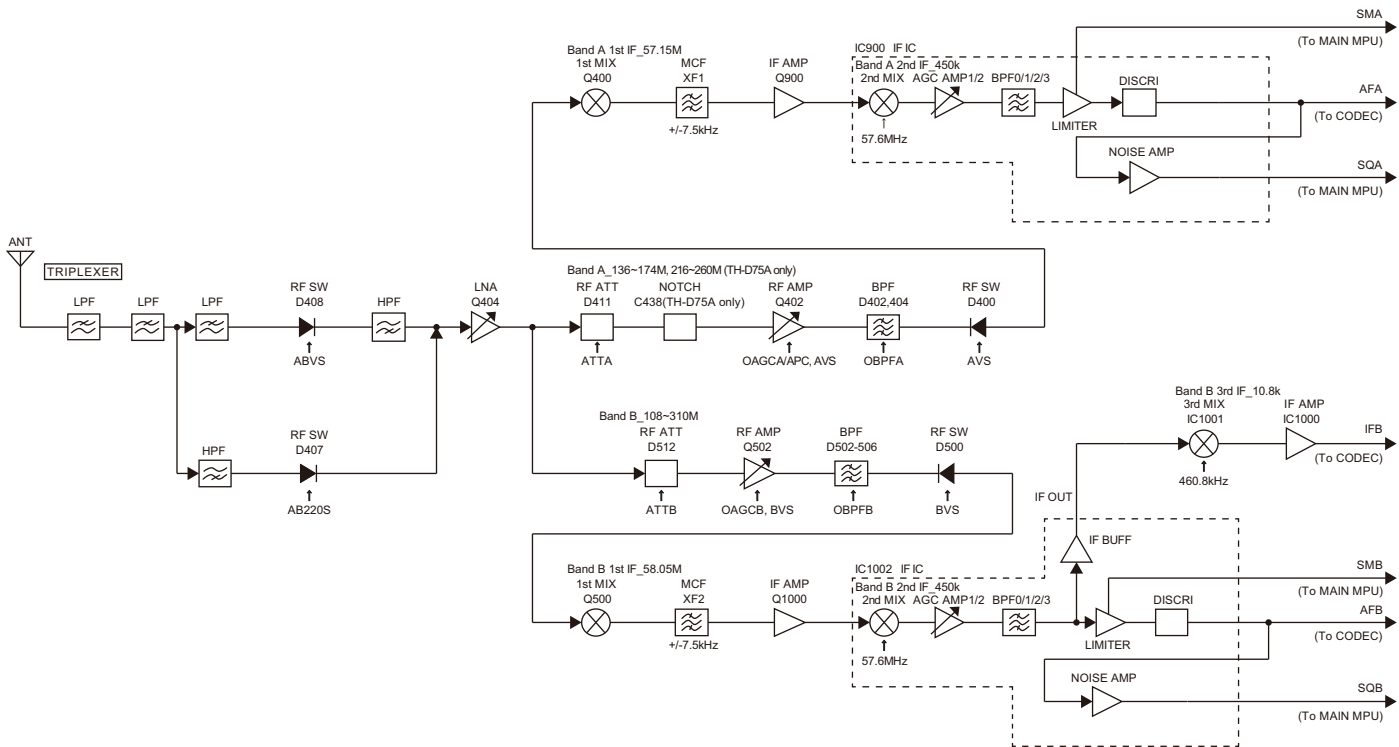 SMA
(To MAIN MPU)
Band A 1st IF_57.15M
1st MIX
Q400
MCF
XF1
+/-7.5kHz
IF AMP
Q900
IC900 IF IC
Band A 2nd IF_450k
2nd MIX
AGC AMP1/2
BPF0/1/2/3
57.6MHz
LIMITER
DISCRI
AFA
(To CODEC)
NOISE AMP
SQA
(To MAIN MPU)
ANT
TRIPLEXER
LPF
LPF
LPF
RF SW
D408
ABVS
HPF
LNA
Q404
Band A_136~174M, 216~260M (TH-D75A only)
RF ATT
D411
ATTA
NOTCH
C438(TH-D75A only)
RF AMP
Q402
OAGCA/APC, AVS
BPF
D402,404
OBPFA
RF SW
D400
AVS
HPF
RF SW
D407
AB220S
Band B_108~310M
RF ATT
D512
ATTB
RF AMP
Q502
OAGCB, BVS
BPF
D502-506
OBPFB
RF SW
D500
BVS
Band B 3rd IF_10.8k
3rd MIX
IC1001
460.8kHz
IF AMP
IC1000
IFB
(To CODEC)
IF OUT
IF BUFF
Band B 1st IF_58.05M
1st MIX
Q500
MCF
XF2
+/-7.5kHz
IF AMP
Q1000
IC1002 IF IC
Band B 2nd IF_450k
2nd MIX
AGC AMP1/2
BPF0/1/2/3
57.6MHz
LIMITER
DISCRI
SMB
(To MAIN MPU)
AFB
(To CODEC)
NOISE AMP
SQB
(To MAIN MPU)